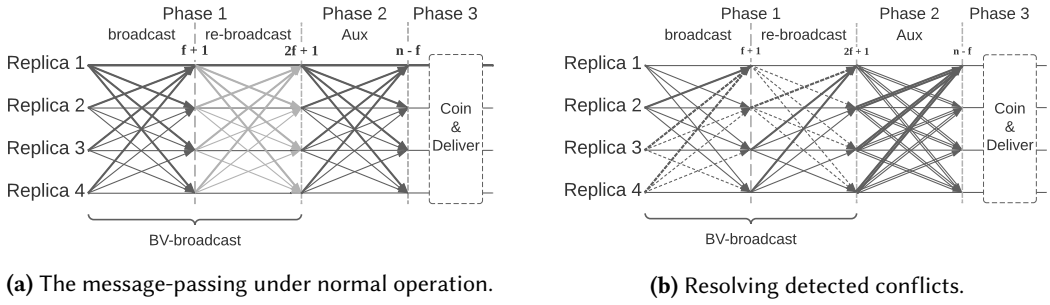 Phase 1 Phase 2 Phase 3
broadcast re-broadcast Aux
f + 1 2f + 1 n - f
Replica 1
Replica 2
Replica 3
Replica 4
Coin
&
Deliver
BV-broadcast
(a) The message-passing under normal operation.
Phase 1 Phase 2 Phase 3
broadcast re-broadcast Aux
f + 1 2f + 1 n - f
Replica 1
Replica 2
Replica 3
Replica 4
Coin
&
Deliver
BV-broadcast
(b) Resolving detected conflicts.